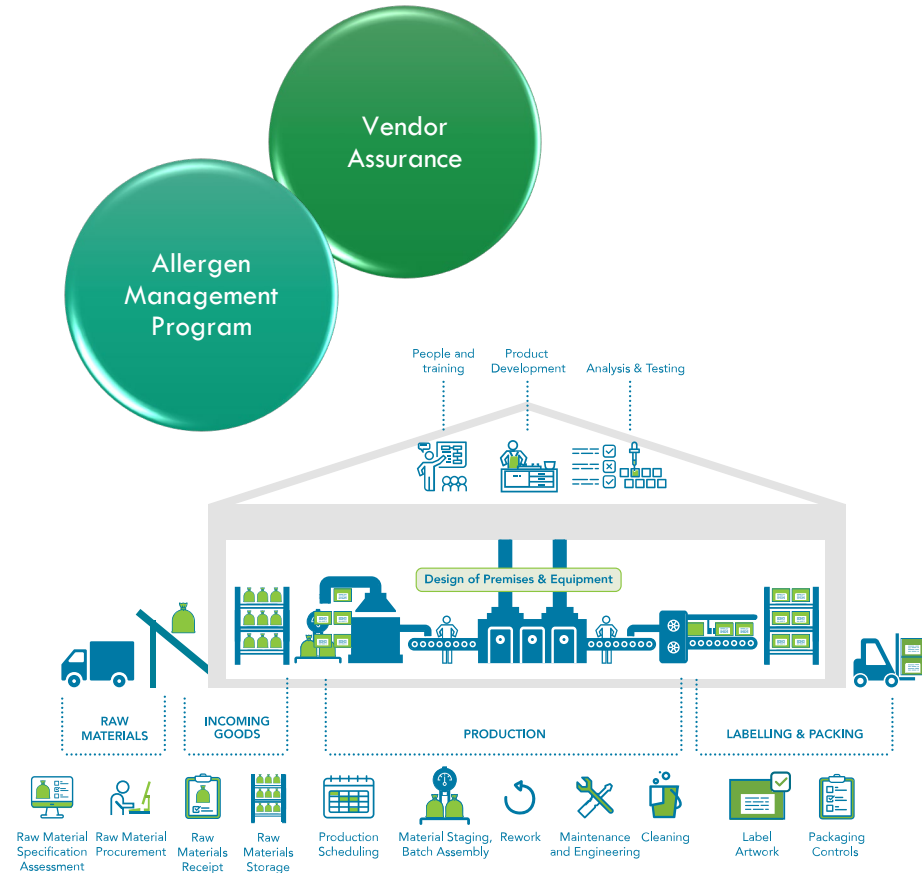 Vendor
Assurance
Allergen
Management
Program
People and
training
Product
Development
Analysis & Testing
Design of Premises & Equipment
RAW
MATERIALS
INCOMING
GOODS
PRODUCTION
LABELLING & PACKING
Raw Material
Specification
Assessment
Raw Material
Procurement
Raw
Materials
Receipt
Raw
Materials
Storage
Production
Scheduling
Material Staging,
Batch Assembly
Rework
Maintenance
and Engineering
Cleaning
Label
Artwork
Packaging
Controls